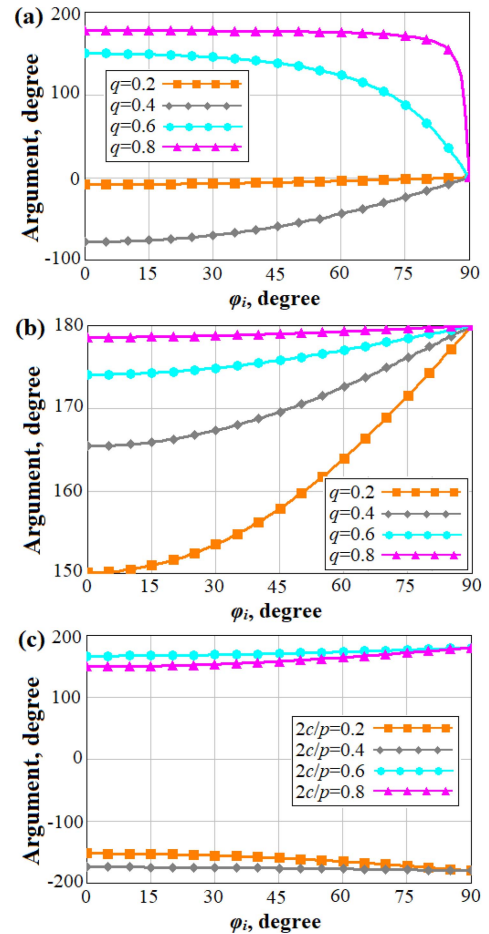 (a)
200
100
0
-100
Argument, degree
q=0.2
q=0.4
q=0.6
q=0.8
0 15 30 45 60 75 90
φi, degree
(b)
180
170
160
150
Argument, degree
q=0.2
q=0.4
q=0.6
q=0.8
0 15 30 45 60 75 90
φi, degree
(c)
200
100
0
-100
-200
Argument, degree
2c/p=0.2
2c/p=0.4
2c/p=0.6
2c/p=0.8
0 15 30 45 60 75 90
φi, degree